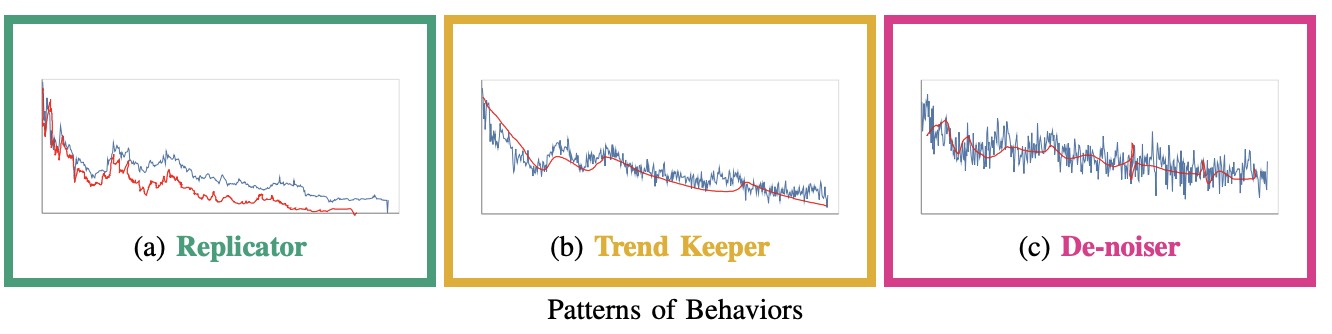 (a) Replicator
(b) Trend Keeper
(c) De-noiser
Patterns of Behaviors